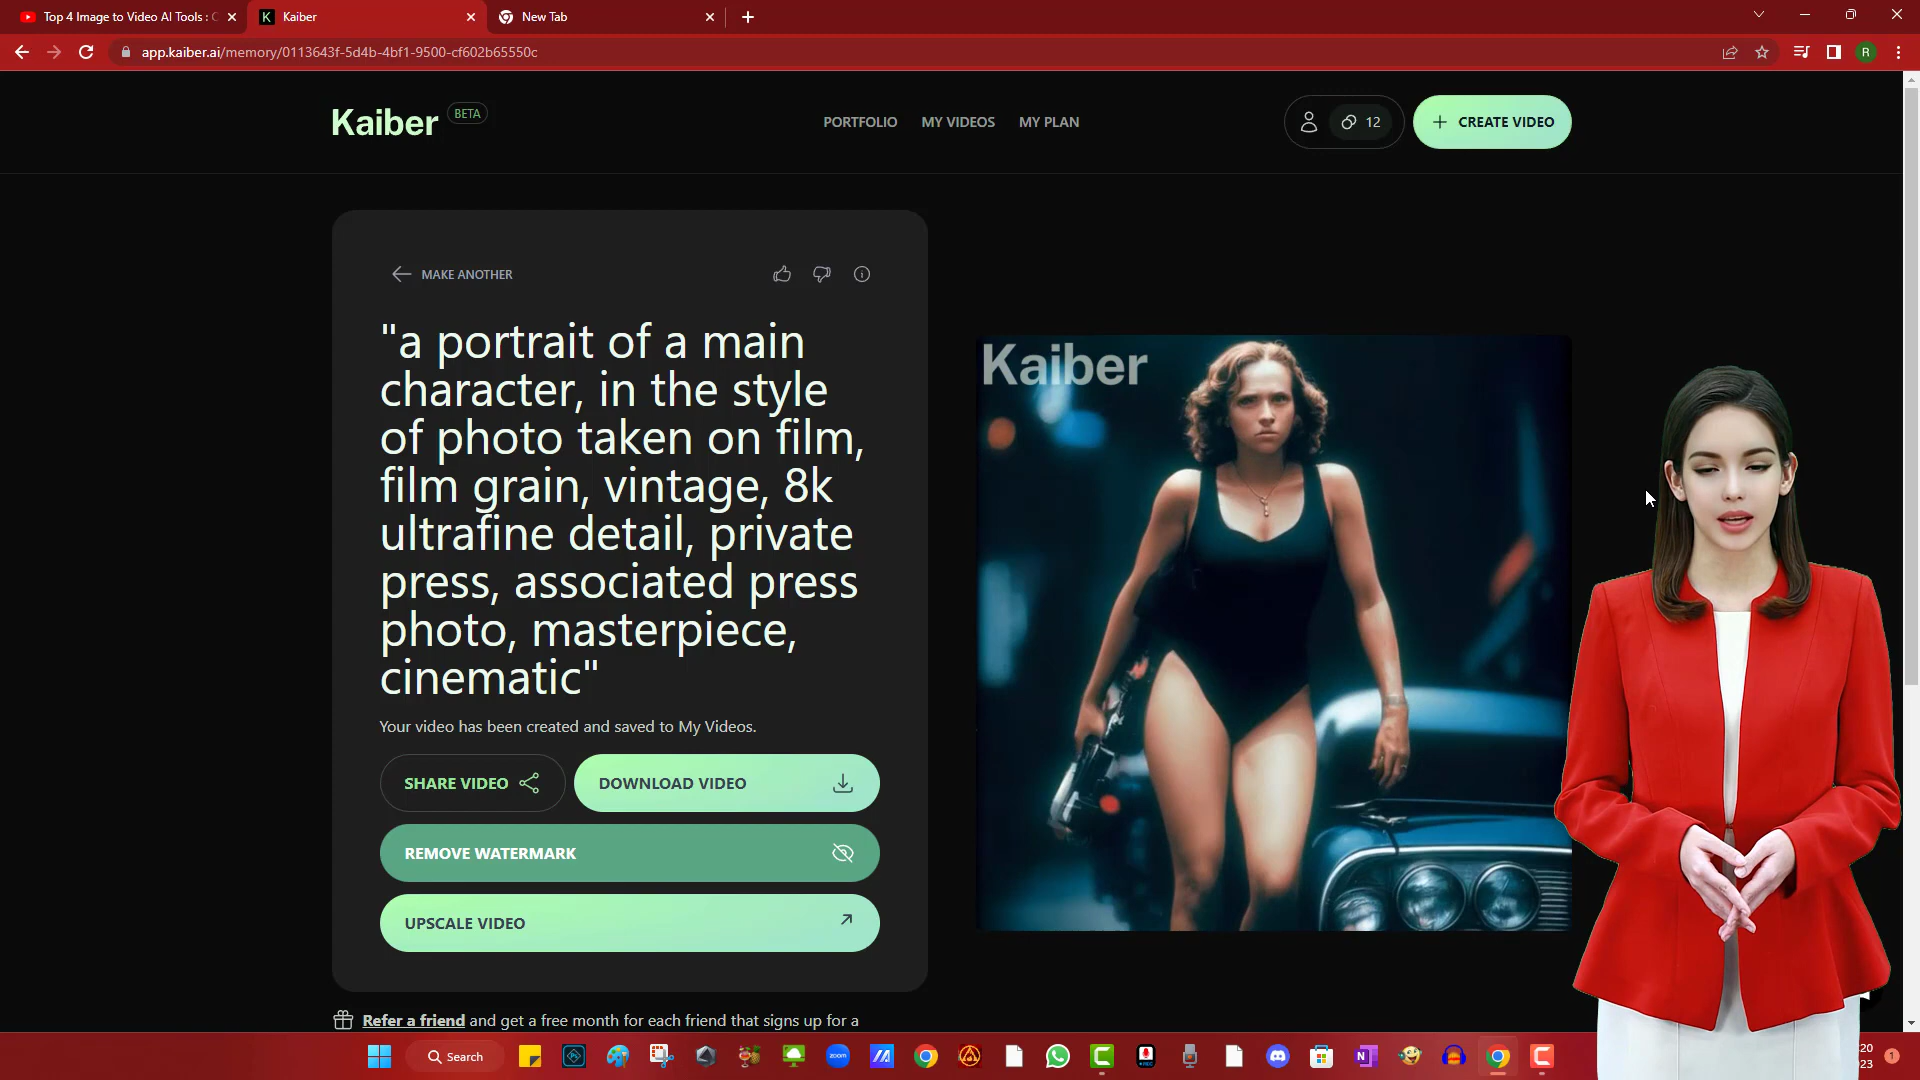 Top 4 Image to Video AI Tools :
Kaiber
New Tab
app.kaiber.ai/memory/0113643f-5d4b-4bf1-9500-cf602b65550c
R
Kaiber
BETA
PORTFOLIO
MY VIDEOS
MY PLAN
12
+ CREATE VIDEO
MAKE ANOTHER
"a portrait of a main
character, in the style
of photo taken on film,
film grain, vintage, 8k
ultrafine detail, private
press, associated press
photo, masterpiece,
cinematic"
Your video has been created and saved to My Videos.
SHARE VIDEO
DOWNLOAD VIDEO
REMOVE WATERMARK
UPSCALE VIDEO
Kaiber
Refer a friend and get a free month for each friend that signs up for a
Search
zoom
N
20
23
1